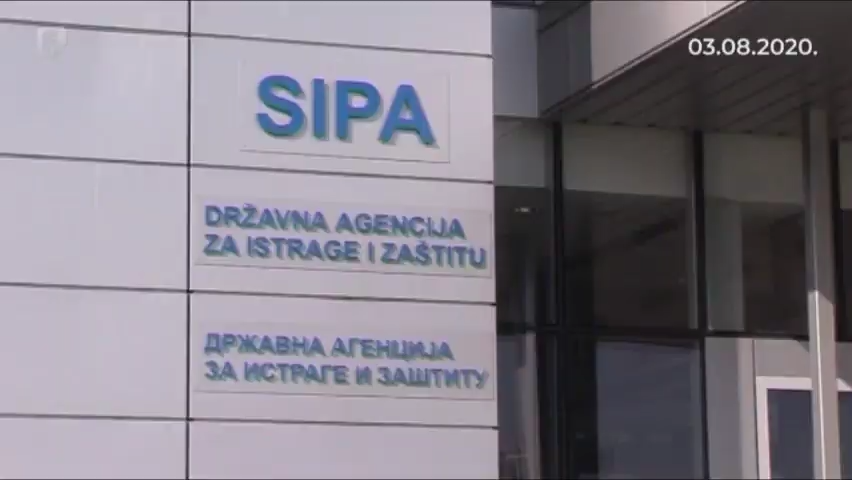 03.08.2020.
SIPA
DRŽAVNA AGENCIJA
ZA ISTRAGE I ZAŠTITU
ДРЖАВНА АГЕНЦИЈА
ЗА ИСТРАГЕ И ЗАШТИТУ